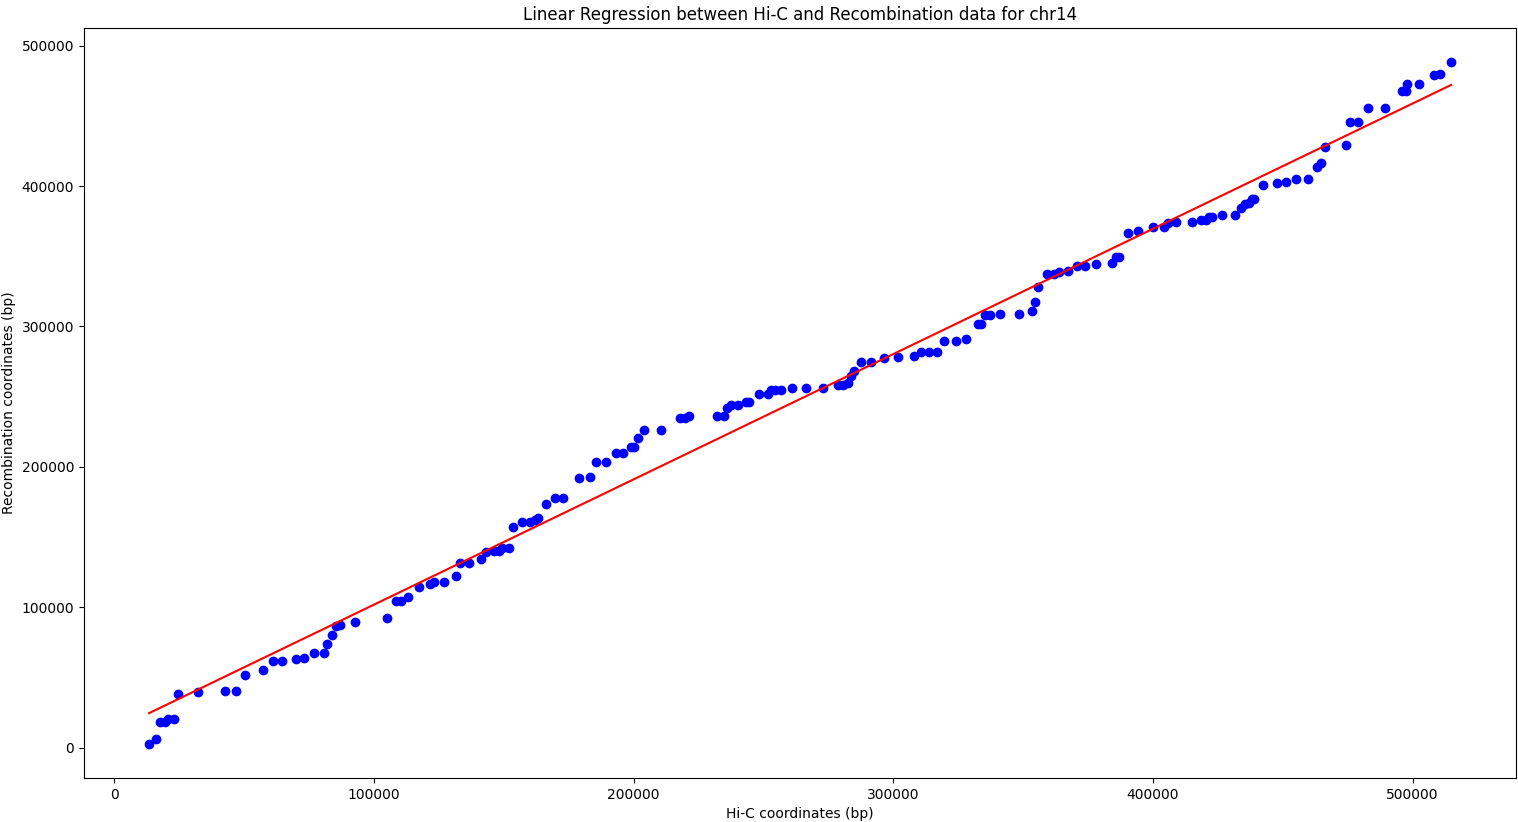 Linear Regression between Hi-C and Recombination data for chr14
500000
400000
300000
200000
100000
0
Recombination coordinates (bp)
0 100000 200000 300000 400000 500000
Hi-C coordinates (bp)